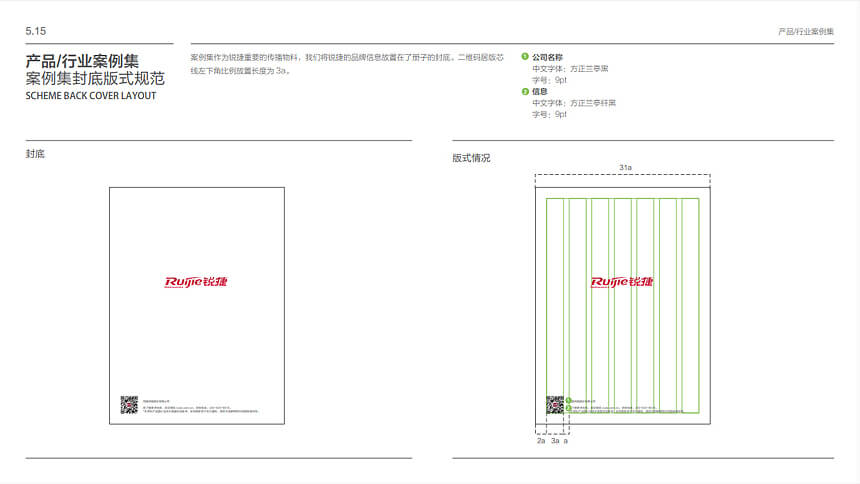 5.15
产品/行业案例集
产品/行业案例集
案例集封底版式规范
SCHEME BACK COVER LAYOUT
案例集作为锐捷重要的传播物料，我们将锐捷的品牌信息放置在了册子的封底。二维码居版芯
线左下角比例放置长度为 3a。
1 公司名称
中文字体：方正兰亭黑
字号：9pt
2 信息
中文字体：方正兰亭纤黑
字号：9pt
封底
版式情况
31a
Ruijie锐捷
Ruijie锐捷
1
2
2a 3a a